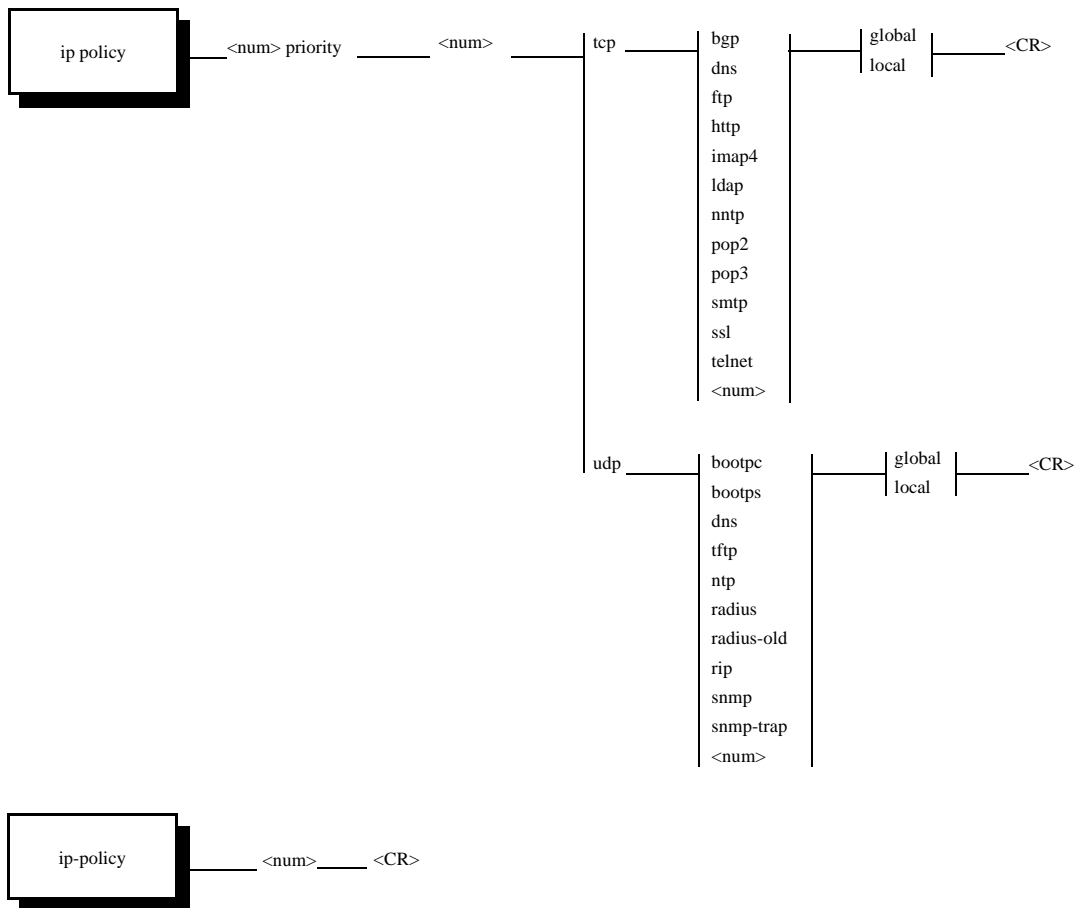 ip policy <num> priority <num> tcp bgp global <CR>
dns local
ftp
http
imap4
ldap
nntp
pop2
pop3
smtp
ssl
telnet
<num>
udp bootpc global <CR>
bootps local
dns
tftp
ntp
radius
radius-old
rip
snmp
snmp-trap
<num>
ip-policy <num> <CR>